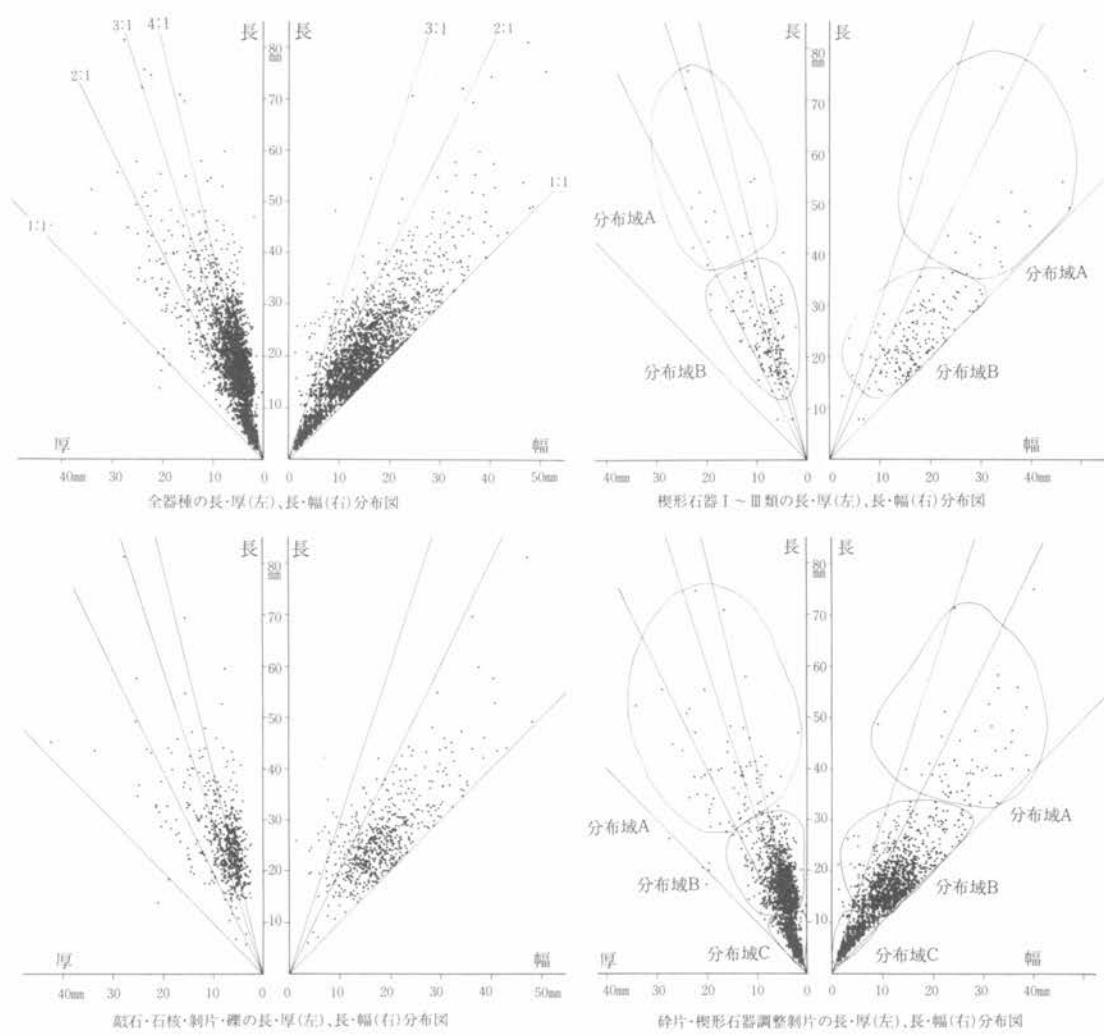 3:1 4:1 長 長 3:1 2:1
2:1
1:1
1:1
80
mm
70
60
50
40
30
20
10
厚 幅
40mm 30 20 10 0 0 10 20 30 40 50mm
全器種の長・厚(左)、長・幅(右)分布図
長 長
80
mm
70
60
50
40
30
20
10
分布域A
分布域A
分布域B
分布域B
幅
40mm 30 20 10 0 0 10 20 30 40mm
楔形石器Ⅰ～Ⅲ類の長・厚(左)、長・幅(右)分布図
長 長
80
mm
70
60
50
40
30
20
10
厚 幅
40mm 30 20 10 0 0 10 20 30 40 50mm
敲石・石核・剥片・礫の長・厚(左)、長・幅(右)分布図
長 長
80
mm
70
60
50
40
30
20
10
分布域A
分布域A
分布域B
分布域B
分布域C
分布域C
厚 幅
40mm 30 20 10 0 0 10 20 30 40mm
砕片・楔形石器調整剥片の長・厚(左)、長・幅(右)分布図